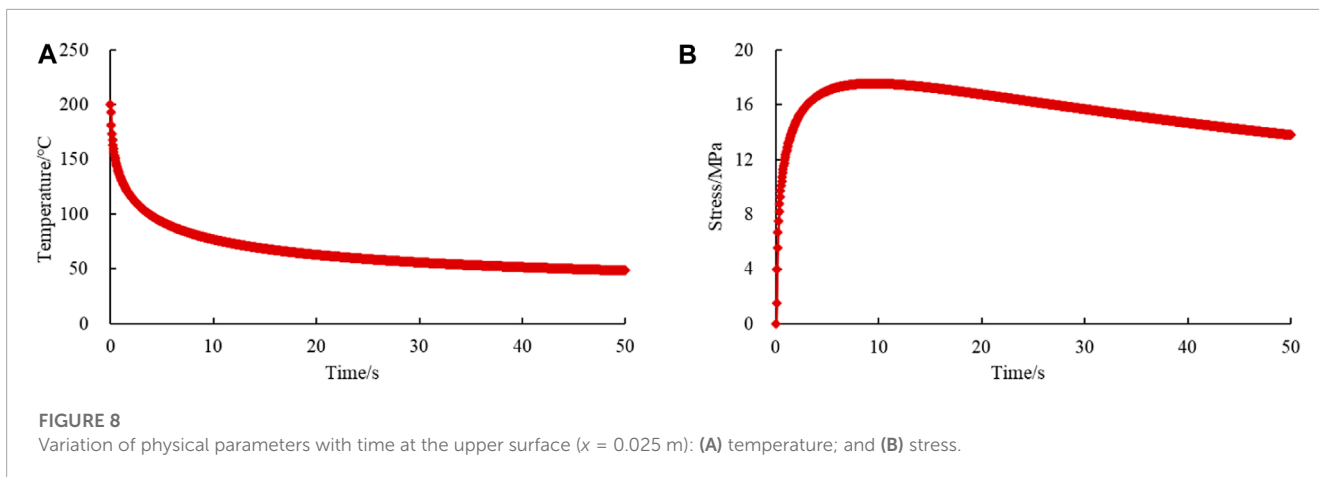 A
250
200
150
100
50
0
Temperature/°C
0 10 20 30 40 50
Time/s
B
20
16
12
8
4
0
Stress/MPa
0 10 20 30 40 50
Time/s
FIGURE 8
Variation of physical parameters with time at the upper surface (x = 0.025 m): (A) temperature; and (B) stress.